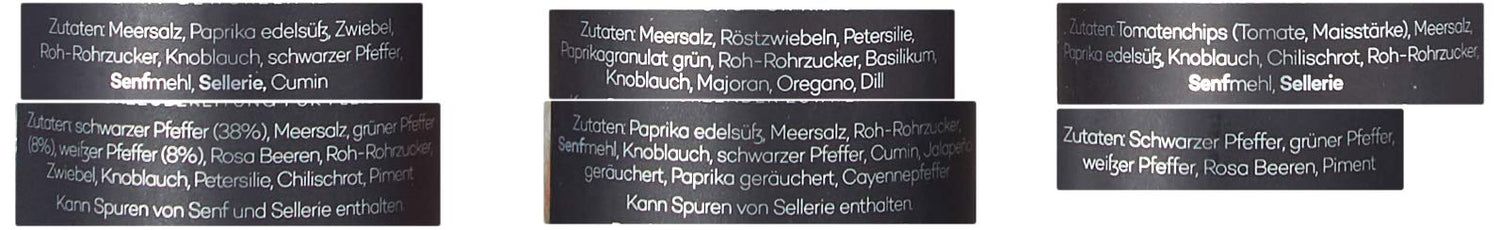 Zutaten: Meersalz, Paprika edelsüß, Zwiebel,
Roh-Rohrzucker, Knoblauch, schwarzer Pfeffer,
Senfmehl, Sellerie, Cumin
Zutaten: schwarzer Pfeffer (38%), Meersalz, grüner Pfeffer
(8%), weißer Pfeffer (8%), Rosa Beeren, Roh-Rohrzucker,
Zwiebel, Knoblauch, Petersilie, Chilischrot, Piment
Kann Spuren von Senf und Sellerie enthalten.
Zutaten: Meersalz, Röstzwiebeln, Petersilie,
Paprikagranulat grün, Roh-Rohrzucker, Basilikum,
Knoblauch, Majoran, Oregano, Dill
Zutaten: Paprika edelsüß, Meersalz, Roh-Rohrzucker,
Senfmehl, Knoblauch, schwarzer Pfeffer, Cumin, Jalapeño
geräuchert, Paprika geräuchert, Cayennepfeffer
Kann Spuren von Sellerie enthalten.
Zutaten: Tomatenchips (Tomate, Maisstärke), Meersalz,
Paprika edelsüß, Knoblauch, Chilischrot, Roh-Rohrzucker,
Senfmehl, Sellerie
Zutaten: Schwarzer Pfeffer, grüner Pfeffer,
weißer Pfeffer, Rosa Beeren, Piment